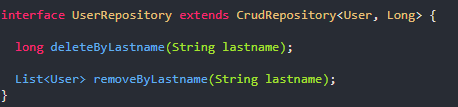 interface UserRepository extends CrudRepository<User, Long> {
long deleteByLastname(String lastname);
List<User> removeByLastname(String lastname);
}